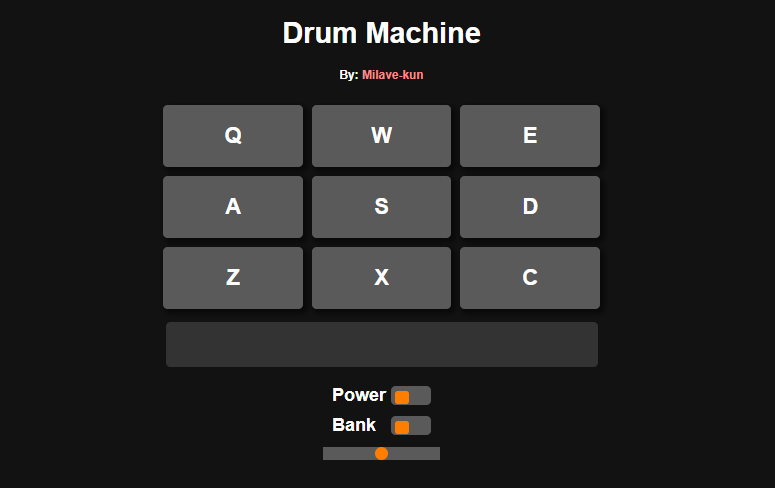 Drum Machine
By: Milave-kun
Q W E
A S D
Z X C
Power
Bank